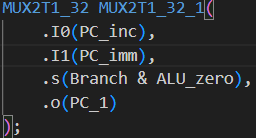 MUX2T1_32 MUX2T1_32_1(
.I0(PC_inc),
.I1(PC_imm),
.s(Branch & ALU_zero),
.o(PC_1)
);